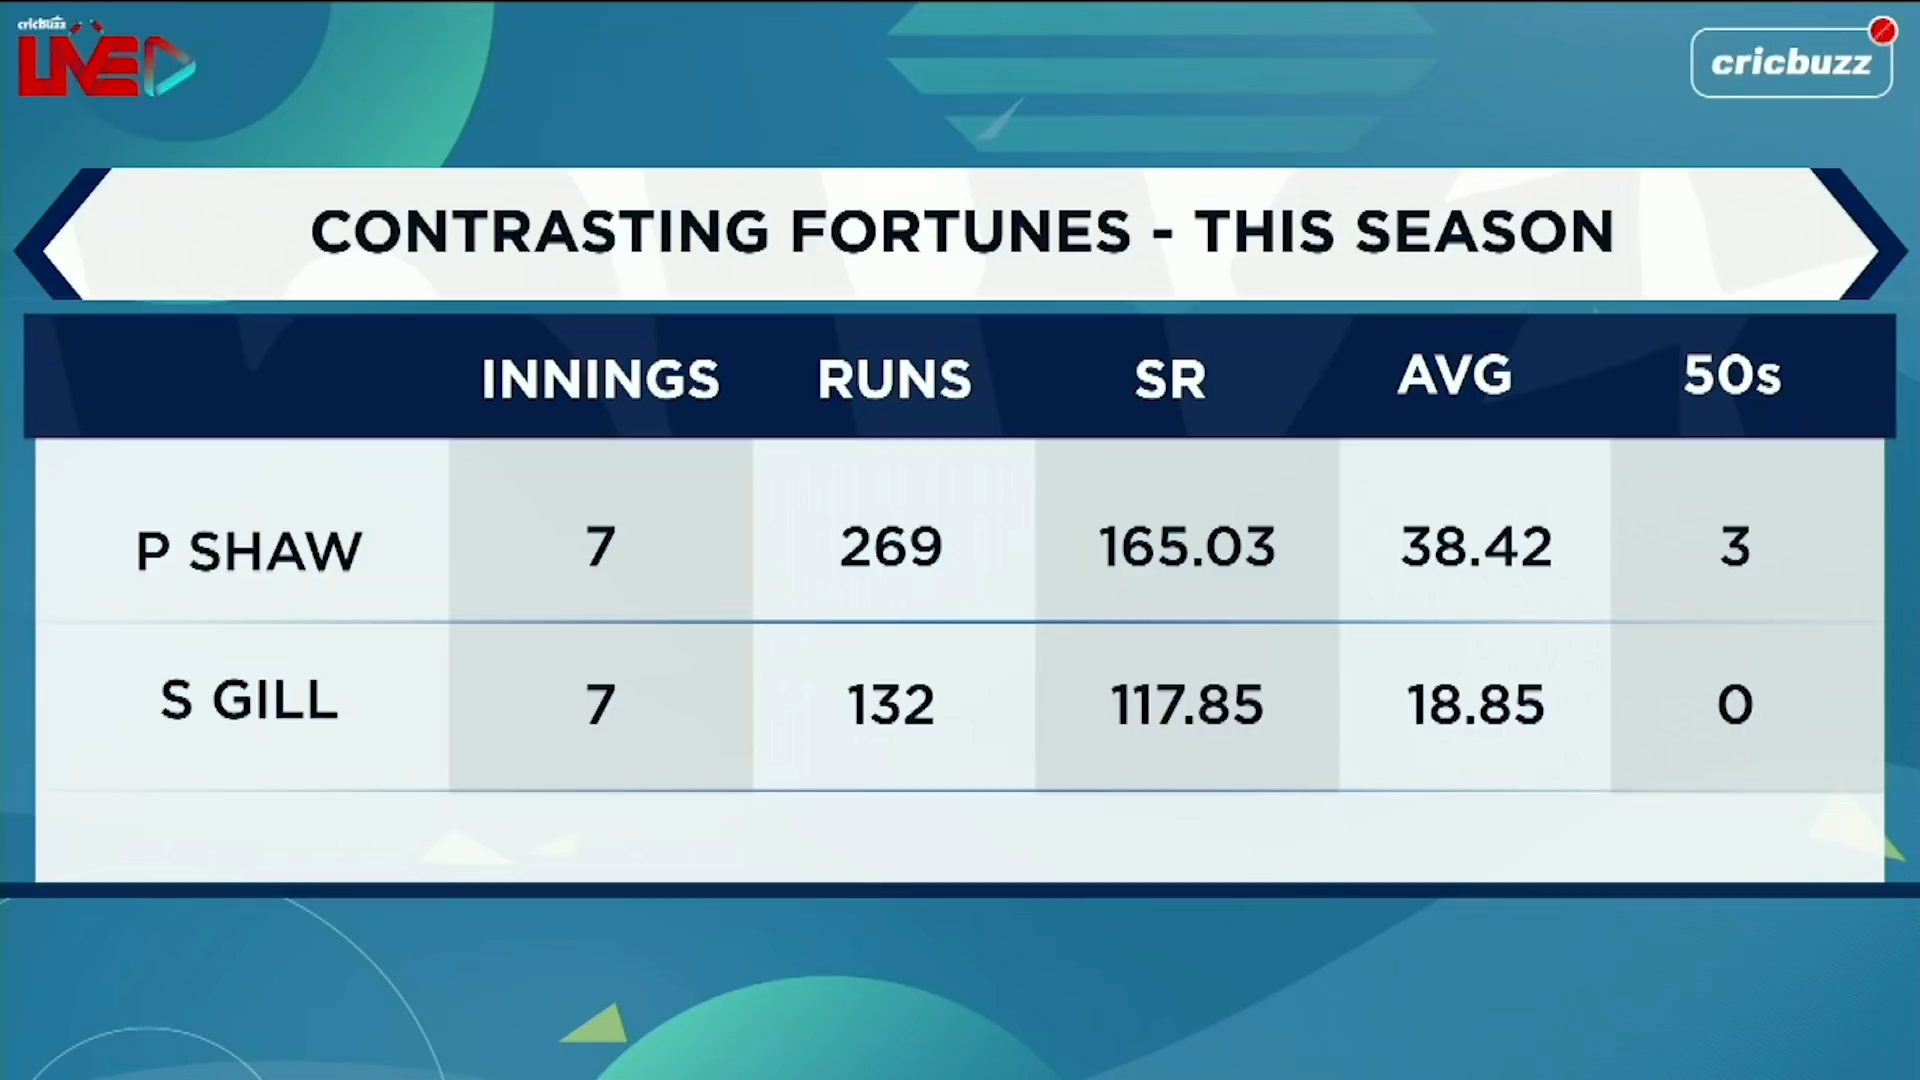 cricbuzz
LIVE
cricbuzz
CONTRASTING FORTUNES - THIS SEASON
INNINGS RUNS SR AVG 50s
P SHAW 7 269 165.03 38.42 3
S GILL 7 132 117.85 18.85 0